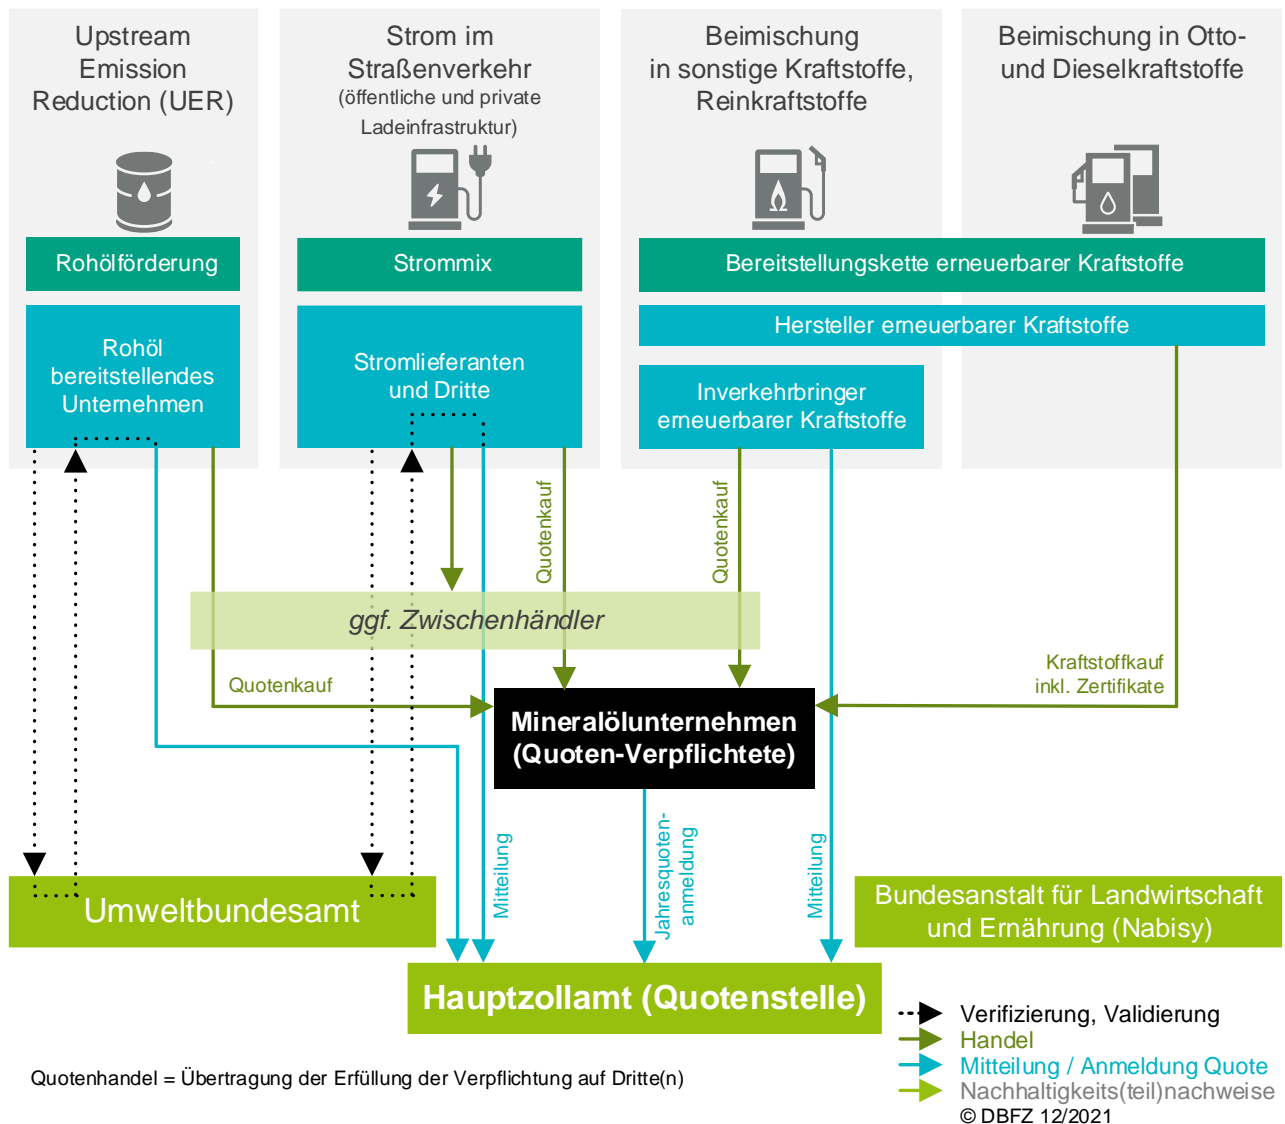 Upstream
Emission
Reduction (UER)
Strom im
Straßenverkehr
(öffentliche und private
Ladeinfrastruktur)
Beimischung
in sonstige Kraftstoffe,
Reinkraftstoffe
Beimischung in Otto-
und Dieselkraftstoffe
Rohölförderung
Strommix
Bereitstellungskette erneuerbarer Kraftstoffe
Hersteller erneuerbarer Kraftstoffe
Rohöl
bereitstellendes
Unternehmen
Stromlieferanten
und Dritte
Inverkehrbringer
erneuerbarer Kraftstoffe
Quotenkauf
Quotenkauf
ggf. Zwischenhändler
Quotenkauf
Kraftstoffkauf
inkl. Zertifikate
Mineralölunternehmen
(Quoten-Verpflichtete)
Mitteilung
Jahresquoten-
anmeldung
Mitteilung
Umweltbundesamt
Bundesanstalt für Landwirtschaft
und Ernährung (Nabisy)
Hauptzollamt (Quotenstelle)
Verifizierung, Validierung
Handel
Mitteilung / Anmeldung Quote
Nachhaltigkeits(teil)nachweise
© DBFZ 12/2021
Quotenhandel = Übertragung der Erfüllung der Verpflichtung auf Dritte(n)